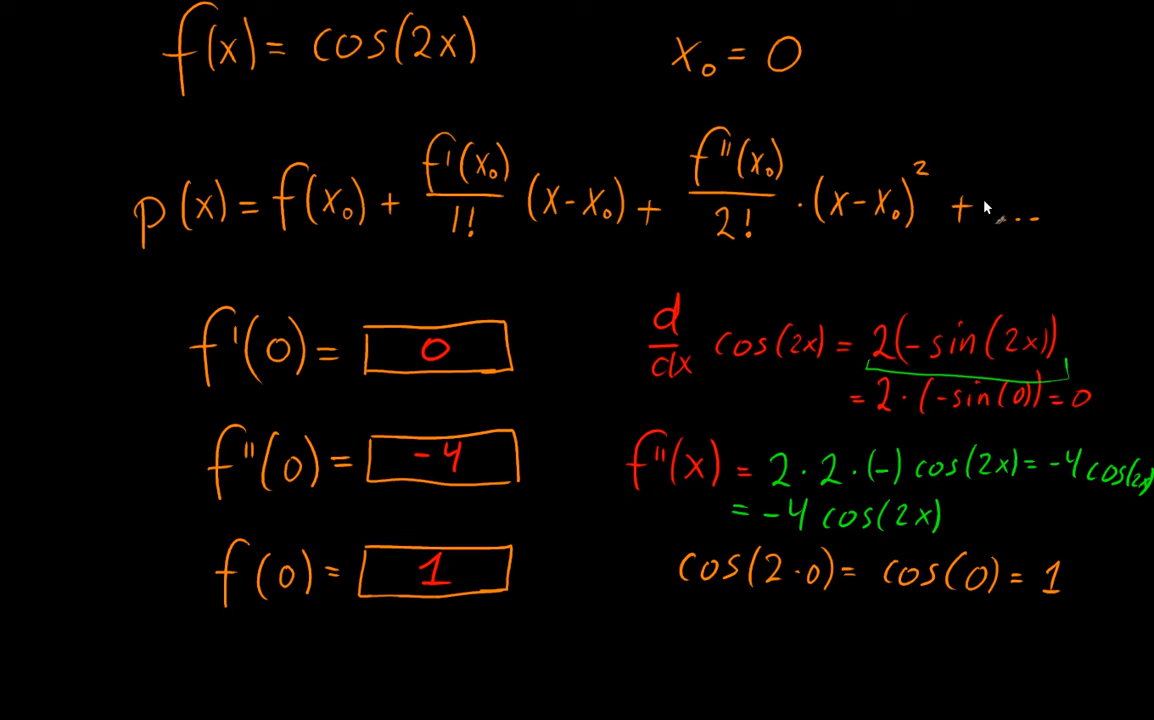 f(x) = cos(2x) x₀ = 0
p(x) = f(x₀) + f'(x₀)/1! (x-x₀) + f''(x₀)/2! · (x-x₀)² + ...
f'(0) = 0 d/dx cos(2x) = 2(-sin(2x))
= 2·(-sin(0)) = 0
f''(0) = -4 f''(x) = 2·2·(-) cos(2x) = -4cos(2x)
= -4 cos(2x)
f(0) = 1 cos(2·0) = cos(0) = 1